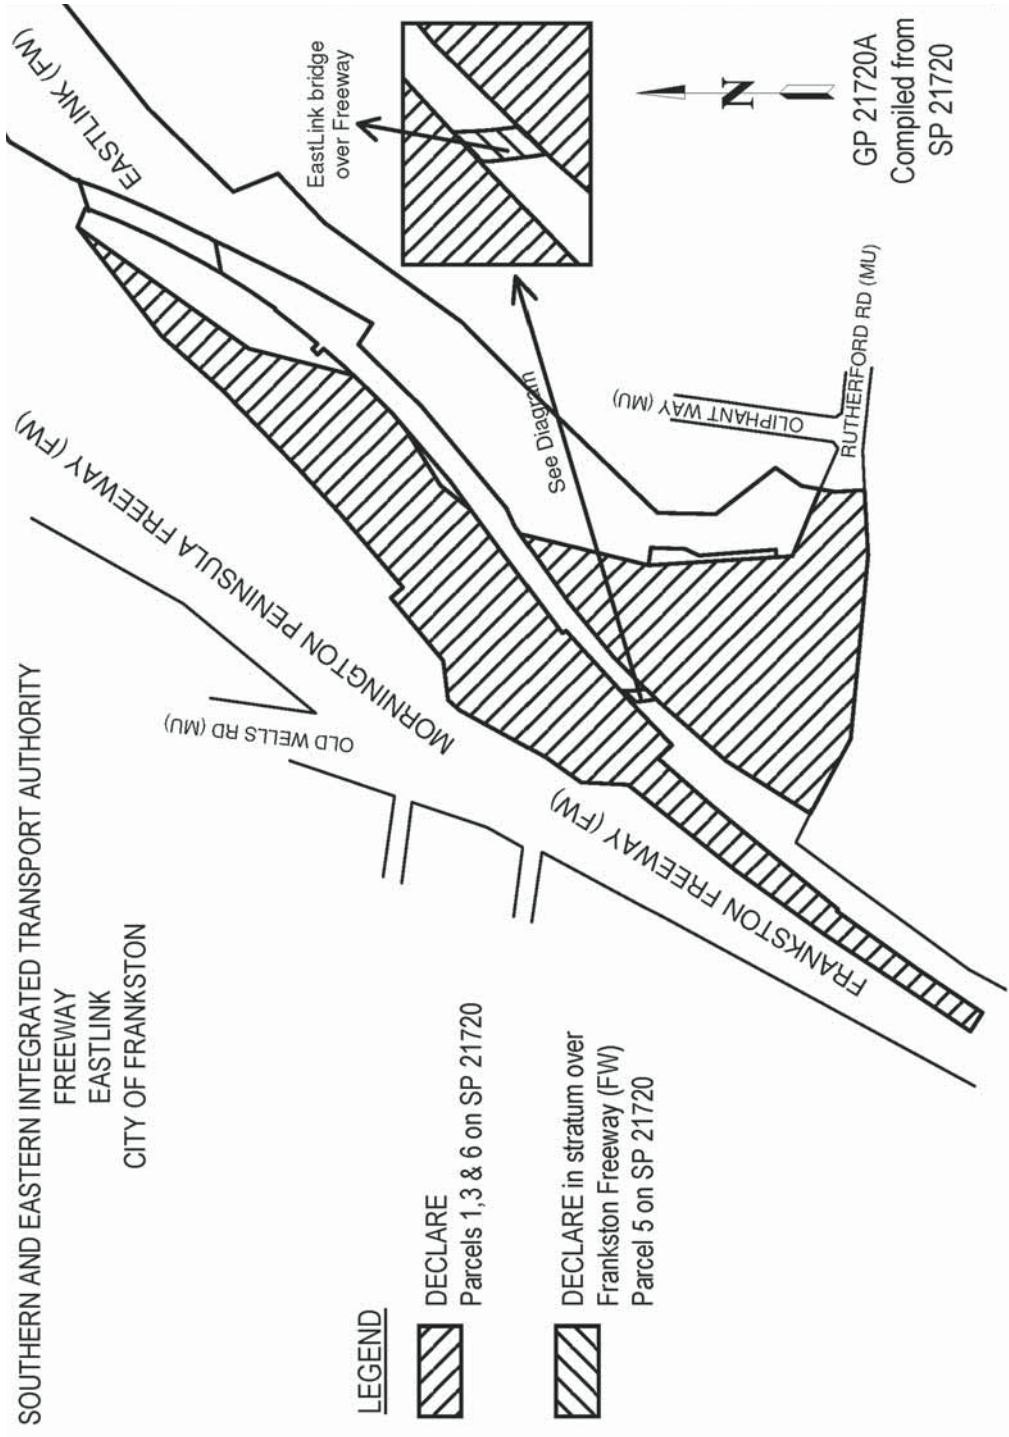 SOUTHERN AND EASTERN INTEGRATED TRANSPORT AUTHORITY
FREEWAY
EASTLINK
CITY OF FRANKSTON
LEGEND
DECLARE
Parcels 1,3 & 6 on SP 21720
DECLARE in stratum over
Frankston Freeway (FW)
Parcel 5 on SP 21720
OLD WELLS RD (MU)
MORNINGTON PENINSULA FREEWAY (FW)
FRANKSTON FREEWAY (FW)
EASTLINK (FW)
See Diagram
EastLink bridge
over Freeway
OLIPHANT WAY (MU)
RUTHERFORD RD (MU)
N
GP 21720A
Compiled from
SP 21720